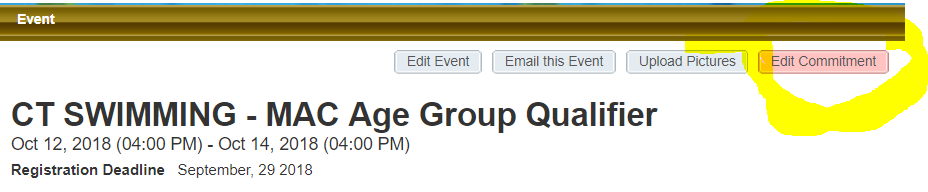 Event
Edit Event Email this Event Upload Pictures Edit Commitment
CT SWIMMING - MAC Age Group Qualifier
Oct 12, 2018 (04:00 PM) - Oct 14, 2018 (04:00 PM)
Registration Deadline September, 29 2018